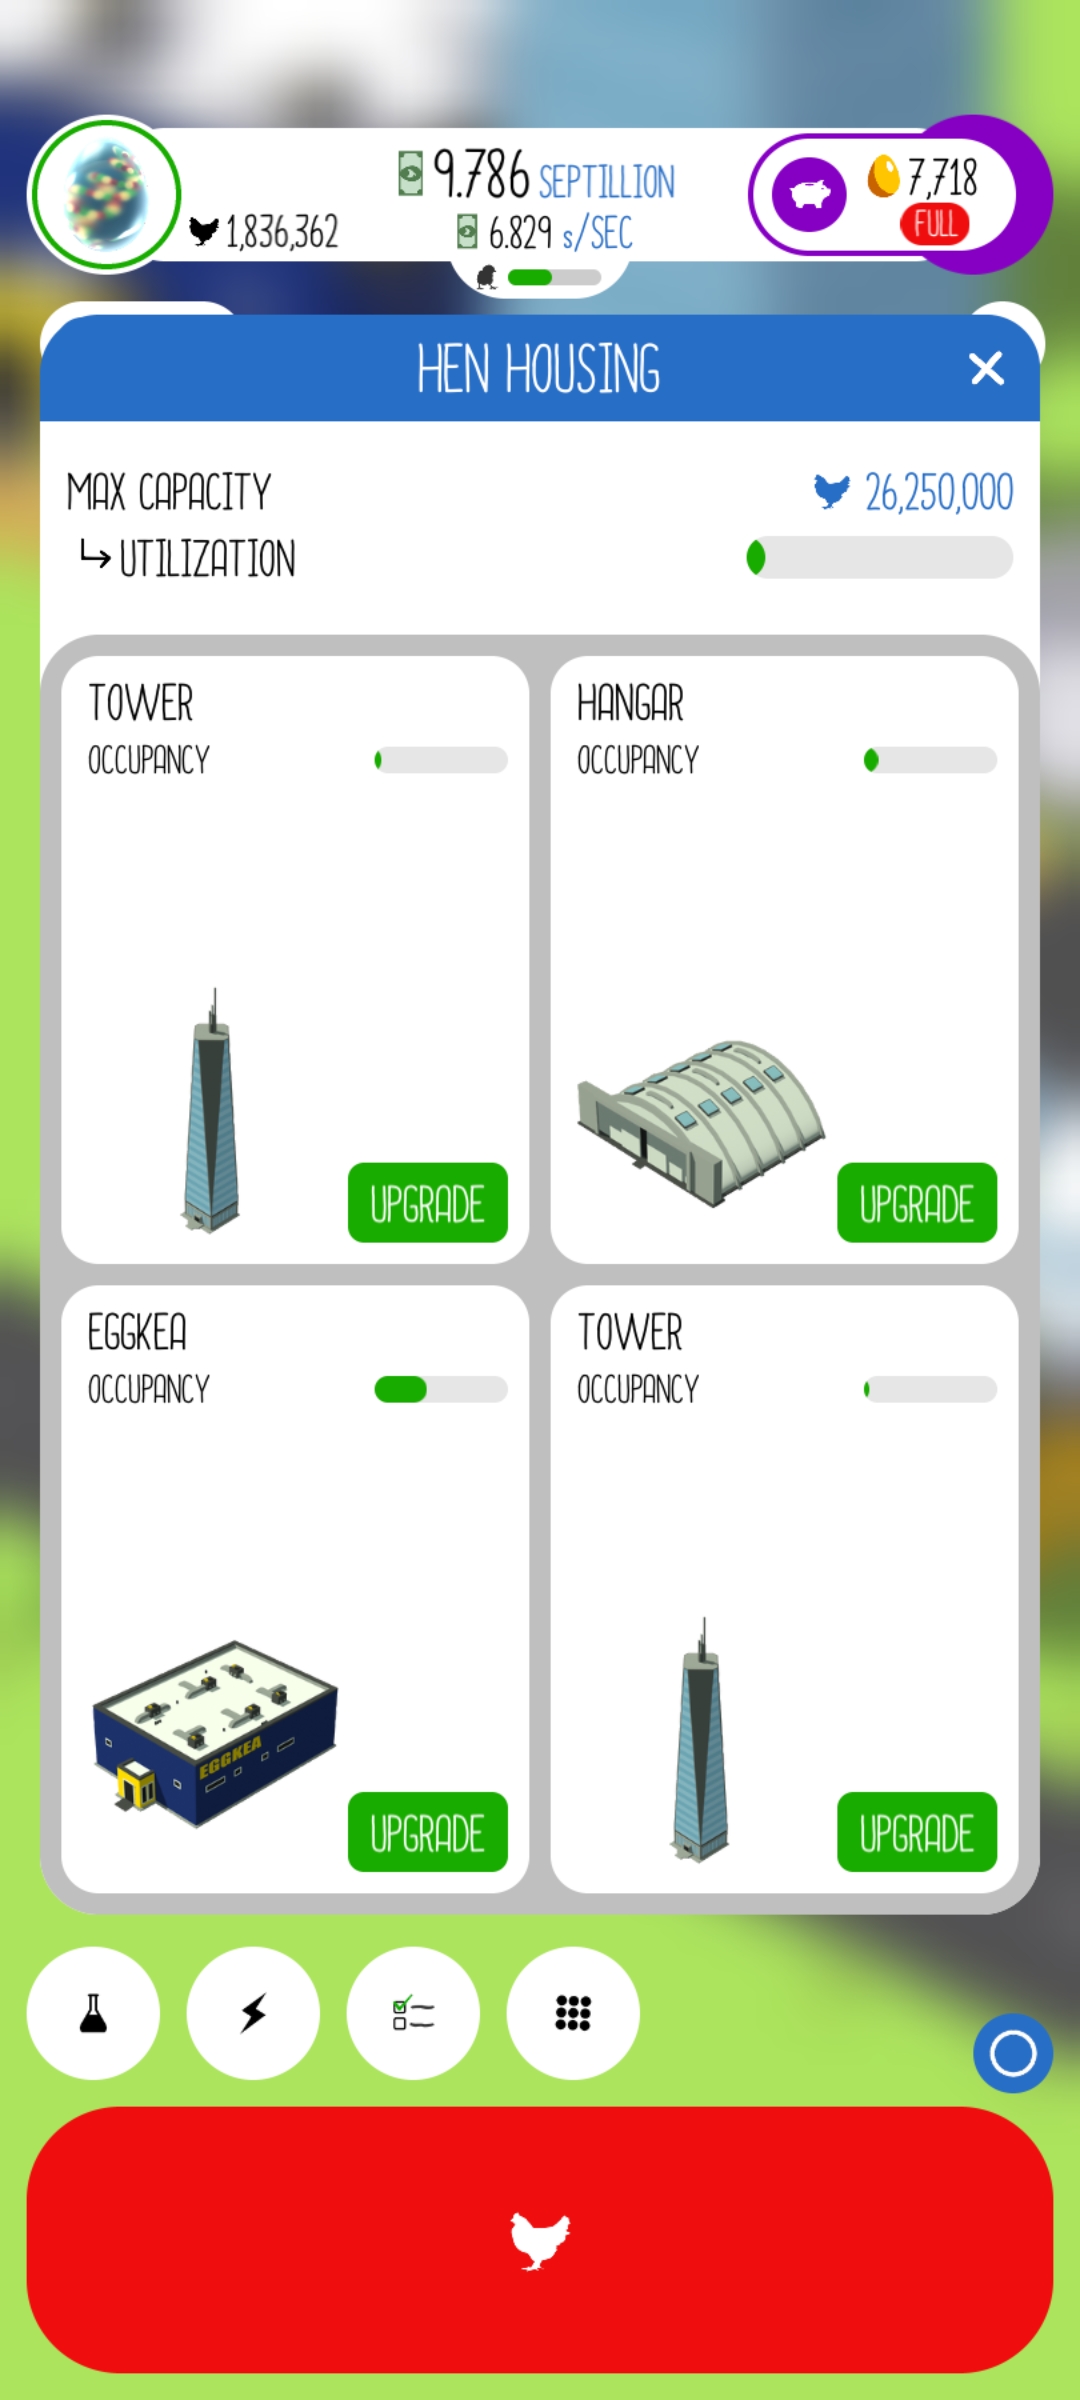 9.786 SEPTILLION
7,718
1,836,362
6.829 s/SEC
FULL
HEN HOUSING
MAX CAPACITY
26,250,000
UTILIZATION
TOWER
OCCUPANCY
UPGRADE
HANGAR
OCCUPANCY
UPGRADE
EGGKEA
OCCUPANCY
EGGKEA
UPGRADE
TOWER
OCCUPANCY
UPGRADE